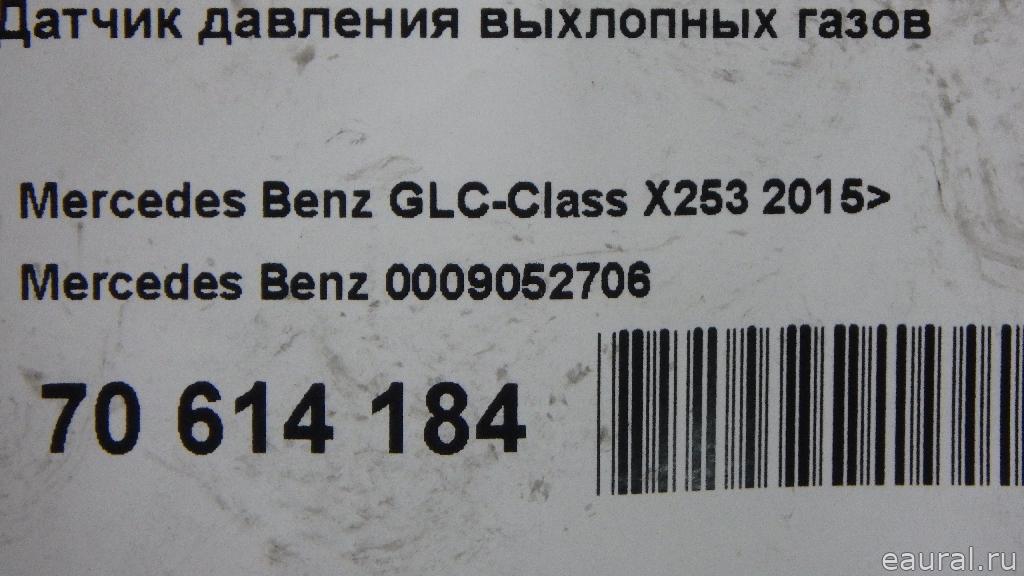 Датчик давления выхлопных газов
Mercedes Benz GLC-Class X253 2015>
Mercedes Benz 0009052706
70 614 184
eaural.ru